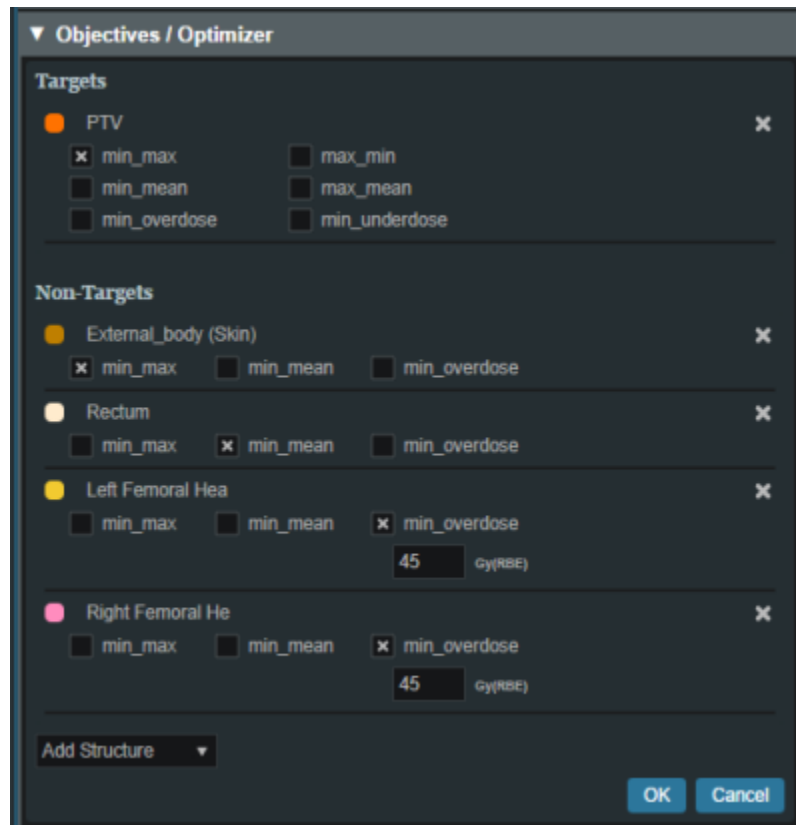 ▼ Objectives / Optimizer
Targets
PTV
min_max max_min
min_mean max_mean
min_overdose min_underdose
Non-Targets
External_body (Skin)
min_max min_mean min_overdose
Rectum
min_max min_mean min_overdose
Left Femoral Hea
min_max min_mean min_overdose
45 Gy(RBE)
Right Femoral He
min_max min_mean min_overdose
45 Gy(RBE)
Add Structure
OK Cancel